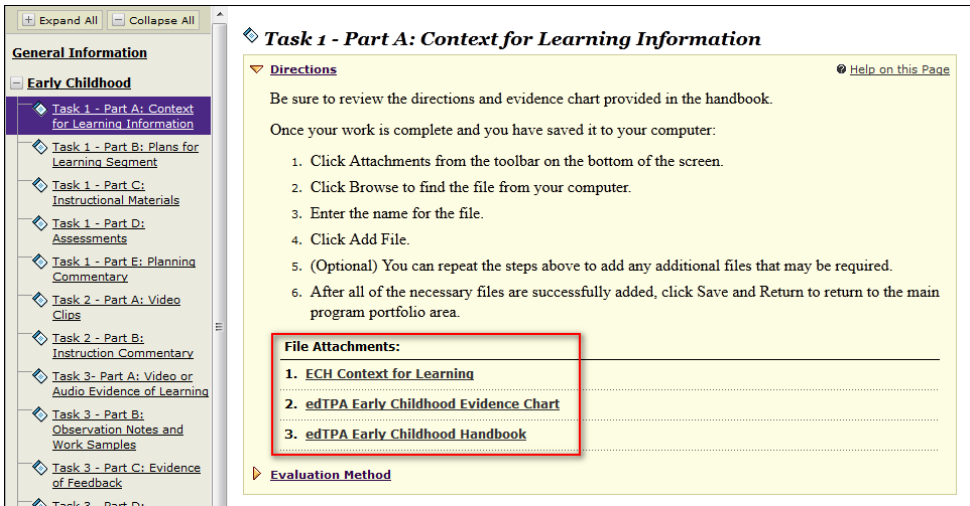 Expand All Collapse All
General Information
Early Childhood
Task 1 - Part A: Context
for Learning Information
Task 1 - Part B: Plans for
Learning Segment
Task 1 - Part C:
Instructional Materials
Task 1 - Part D:
Assessments
Task 1 - Part E: Planning
Commentary
Task 2 - Part A: Video
Clips
Task 2 - Part B:
Instruction Commentary
Task 3- Part A: Video or
Audio Evidence of Learning
Task 3 - Part B:
Observation Notes and
Work Samples
Task 3 - Part C: Evidence
of Feedback
Task 3 - Part D:
Task 1 - Part A: Context for Learning Information
Directions
Help on this Page
Be sure to review the directions and evidence chart provided in the handbook.
Once your work is complete and you have saved it to your computer:
1. Click Attachments from the toolbar on the bottom of the screen.
2. Click Browse to find the file from your computer.
3. Enter the name for the file.
4. Click Add File.
5. (Optional) You can repeat the steps above to add any additional files that may be required.
6. After all of the necessary files are successfully added, click Save and Return to return to the main
program portfolio area.
File Attachments:
1. ECH Context for Learning
2. edTPA Early Childhood Evidence Chart
3. edTPA Early Childhood Handbook
Evaluation Method